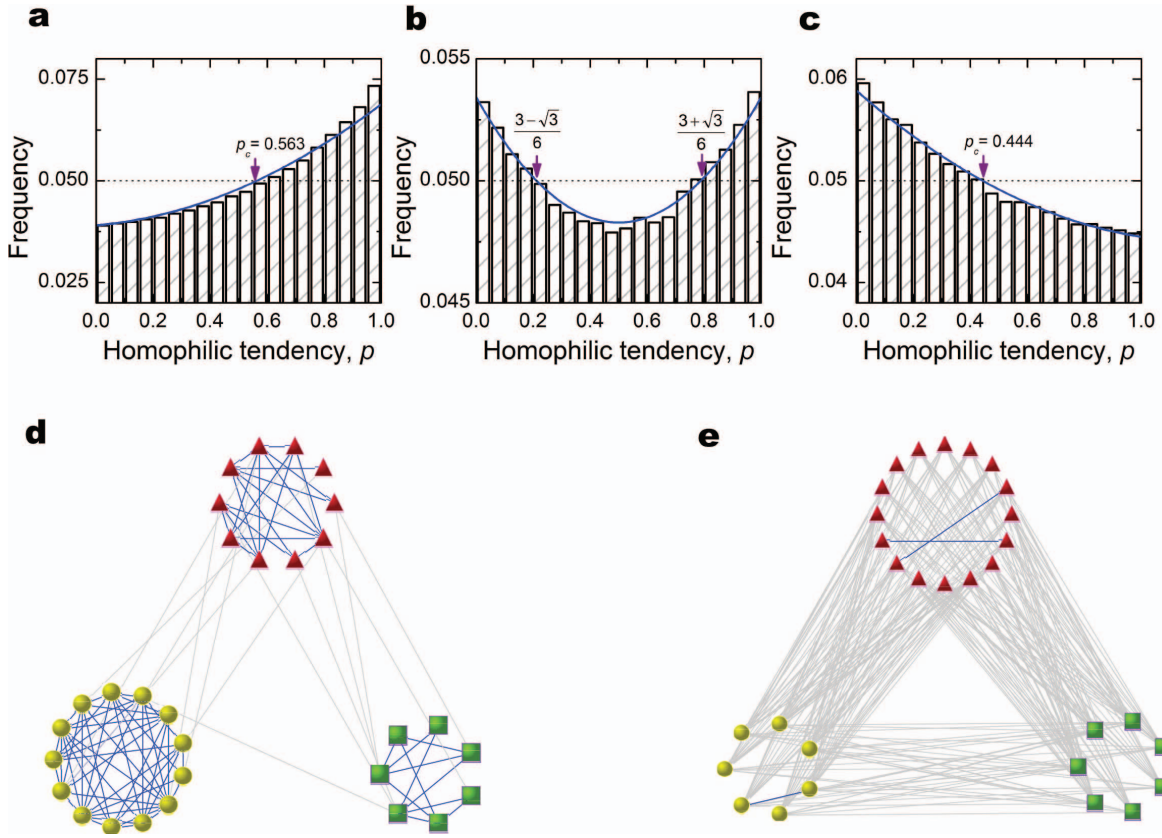 a
b
c
0.075
0.050
0.025
Frequency
p_c = 0.563
0.0 0.2 0.4 0.6 0.8 1.0
Homophilic tendency, p
0.055
0.050
0.045
Frequency
3 − √3
6
3 + √3
6
0.0 0.2 0.4 0.6 0.8 1.0
Homophilic tendency, p
0.06
0.05
0.04
Frequency
p_c = 0.444
0.0 0.2 0.4 0.6 0.8 1.0
Homophilic tendency, p
d
e